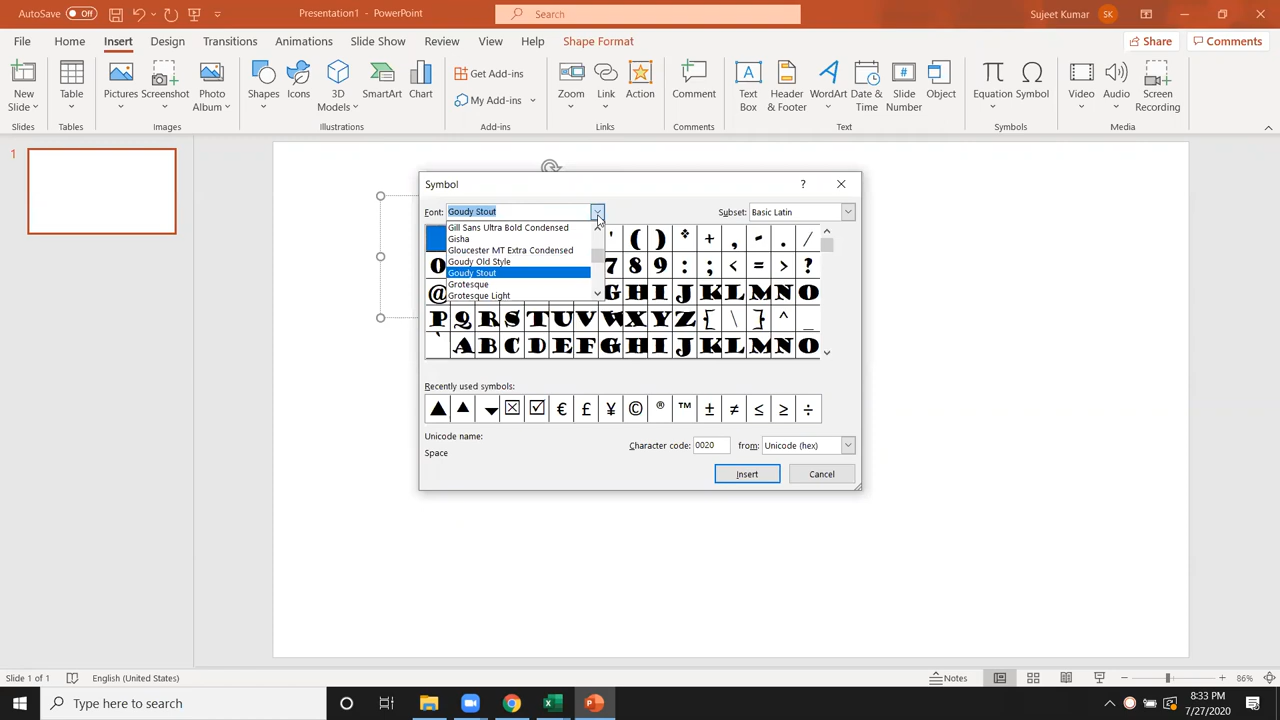 AutoSave Off Presentation1 - PowerPoint Search Sujeet Kumar SK
File Home Insert Design Transitions Animations Slide Show Review View Help Shape Format Share Comments
New Slide Table Pictures Screenshot Photo Album Shapes Icons 3D Models SmartArt Chart Get Add-ins My Add-ins Zoom Link Action Comment Text Box Header & Footer WordArt Date & Time Slide Number Object Equation Symbol Video Audio Screen Recording
Slides Tables Images Illustrations Add-ins Links Comments Text Symbols Media
1
Symbol ?
Font: Goudy Stout Subset: Basic Latin
Gill Sans Ultra Bold Condensed
Gisha
Gloucester MT Extra Condensed
Goudy Old Style
Goudy Stout
Grotesque
Grotesque Light
' ( ) ❖ + , - . /
0 7 8 9 : ; < = > ?
@ G H I J K L M N O
P Q R S T U V W X Y Z { \ } ^ _
` A B C D E F G H I J K L M N O
Recently used symbols:
▲ ▲ ▼ ☒ ☑ € £ ¥ © ® ™ ± ≠ ≤ ≥ ÷
Unicode name:
Space
Character code: 0020 from: Unicode (hex)
Insert Cancel
Slide 1 of 1 English (United States) Notes 86%
Type here to search
8:33 PM
7/27/2020